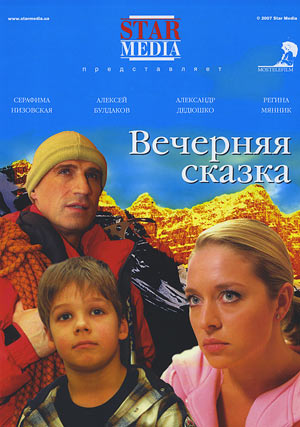 www.starmedia.ua
© 2007 Star Media
STAR
MEDIA
MOSTELEFILM
представляет
СЕРАФИМА
НИЗОВСКАЯ
АЛЕКСЕЙ
БУЛДАКОВ
АЛЕКСАНДР
ДЕДЮШКО
РЕГИНА
МЯННИК
Вечерняя
сказка